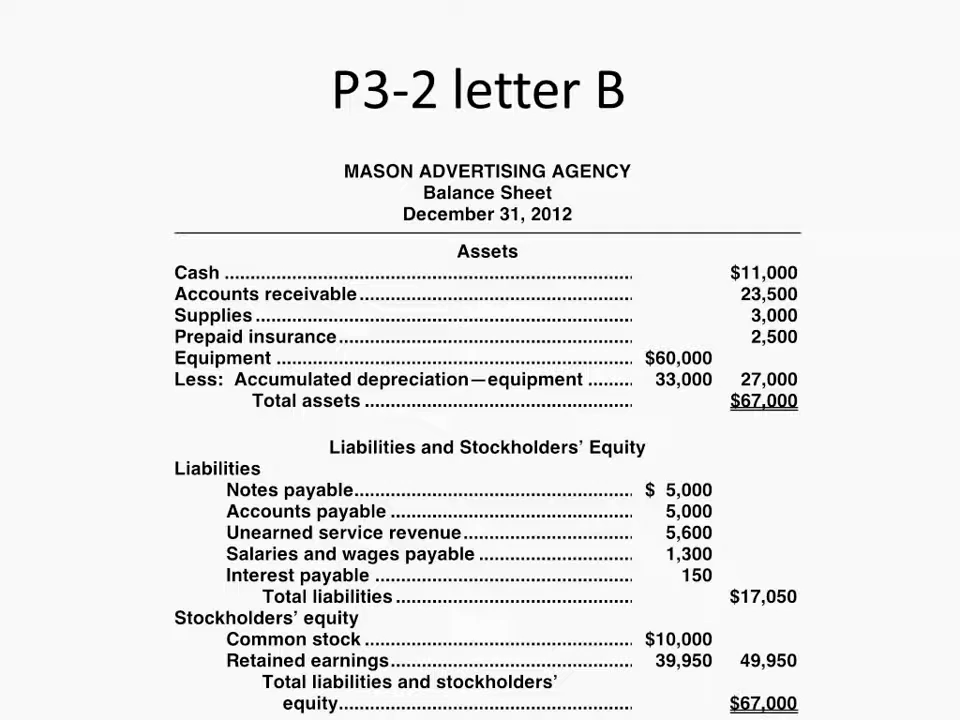 P3-2 letter B
MASON ADVERTISING AGENCY
Balance Sheet
December 31, 2012
Assets
Cash ............................................................................... $11,000
Accounts receivable ..................................................... 23,500
Supplies ......................................................................... 3,000
Prepaid insurance ......................................................... 2,500
Equipment ..................................................................... $60,000
Less: Accumulated depreciation—equipment ......... 33,000 27,000
Total assets .................................................... $67,000
Liabilities and Stockholders’ Equity
Liabilities
Notes payable ...................................................... $ 5,000
Accounts payable ............................................... 5,000
Unearned service revenue ................................. 5,600
Salaries and wages payable .............................. 1,300
Interest payable .................................................. 150
Total liabilities .............................................. $17,050
Stockholders’ equity
Common stock .................................................... $10,000
Retained earnings ............................................... 39,950 49,950
Total liabilities and stockholders’
equity ......................................................... $67,000